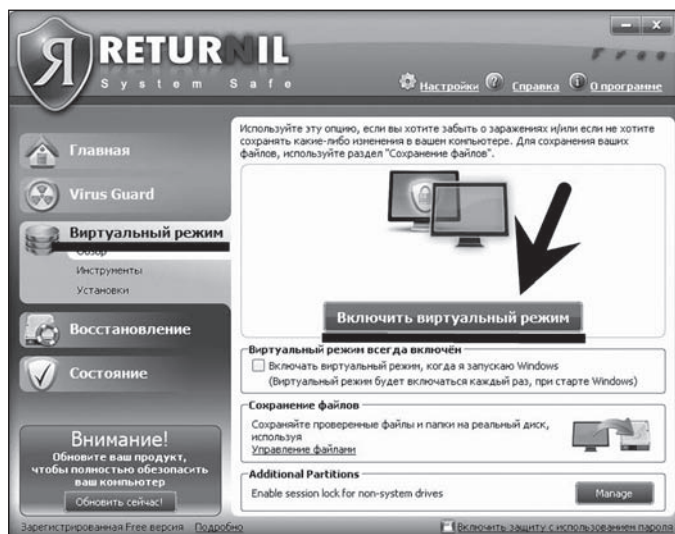 Я RETURNIL
System Safe
Free
Настройки Справка О программе
Главная
Virus Guard
Виртуальный режим
Обзор
Инструменты
Установки
Восстановление
Состояние
Внимание!
Обновите ваш продукт,
чтобы полностью обезопасить
ваш компьютер
Обновить сейчас!
Используйте эту опцию, если вы хотите забыть о заражениях и/или если не хотите
сохранять какие-либо изменения в вашем компьютере. Для сохранения ваших
файлов, используйте раздел "Сохранение файлов".
Включить виртуальный режим
Виртуальный режим всегда включён
Включать виртуальный режим, когда я запускаю Windows
(Виртуальный режим будет включаться каждый раз, при старте Windows)
Сохранение файлов
Сохраняйте проверенные файлы и папки на реальный диск,
используя
Управление файлами
Additional Partitions
Enable session lock for non-system drives
Manage
Зарегистрированная Free версия Подробно
Включить защиту с использованием пароля